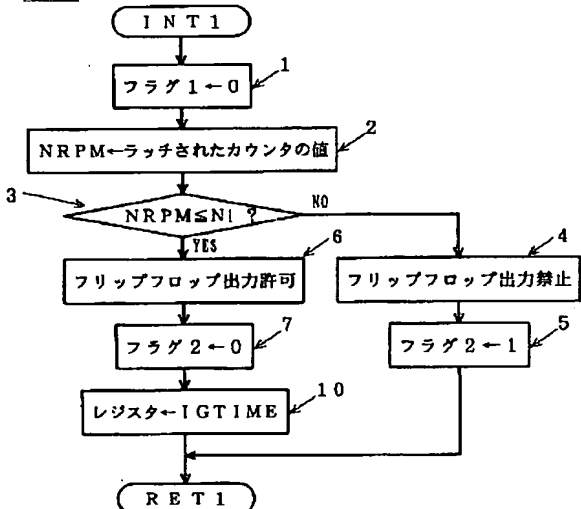 INT1
1
フラグ1←0
2
NRPM←ラッチされたカウンタの値
3
NRPM≦N1 ?
NO
YES
6
フリップフロップ出力許可
4
フリップフロップ出力禁止
7
フラグ2←0
5
フラグ2←1
10
レジスタ←IGTIME
RET1